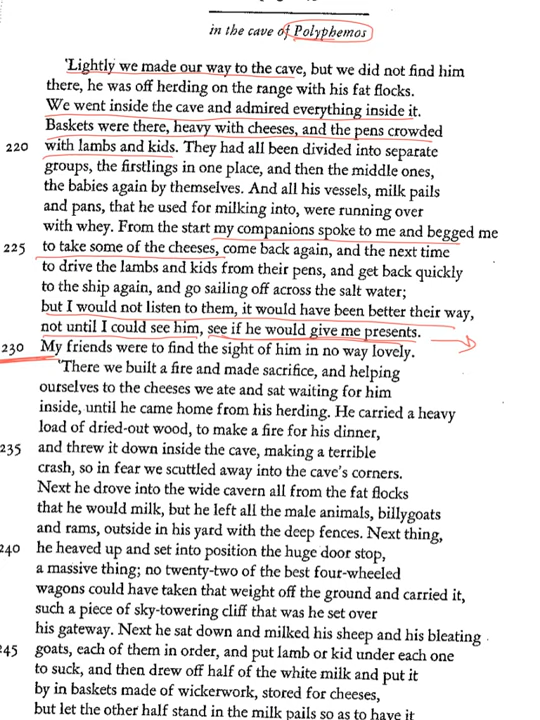 in the cave of Polyphemos
'Lightly we made our way to the cave, but we did not find him
there, he was off herding on the range with his fat flocks.
We went inside the cave and admired everything inside it.
Baskets were there, heavy with cheeses, and the pens crowded
220 with lambs and kids. They had all been divided into separate
groups, the firstlings in one place, and then the middle ones,
the babies again by themselves. And all his vessels, milk pails
and pans, that he used for milking into, were running over
with whey. From the start my companions spoke to me and begged me
225 to take some of the cheeses, come back again, and the next time
to drive the lambs and kids from their pens, and get back quickly
to the ship again, and go sailing off across the salt water;
but I would not listen to them, it would have been better their way,
not until I could see him, see if he would give me presents.
230 My friends were to find the sight of him in no way lovely.
'There we built a fire and made sacrifice, and helping
ourselves to the cheeses we ate and sat waiting for him
inside, until he came home from his herding. He carried a heavy
load of dried-out wood, to make a fire for his dinner,
235 and threw it down inside the cave, making a terrible
crash, so in fear we scuttled away into the cave's corners.
Next he drove into the wide cavern all from the fat flocks
that he would milk, but he left all the male animals, billygoats
and rams, outside in his yard with the deep fences. Next thing,
240 he heaved up and set into position the huge door stop,
a massive thing; no twenty-two of the best four-wheeled
wagons could have taken that weight off the ground and carried it,
such a piece of sky-towering cliff that was he set over
his gateway. Next he sat down and milked his sheep and his bleating
245 goats, each of them in order, and put lamb or kid under each one
to suck, and then drew off half of the white milk and put it
by in baskets made of wickerwork, stored for cheeses,
but let the other half stand in the milk pails so as to have it